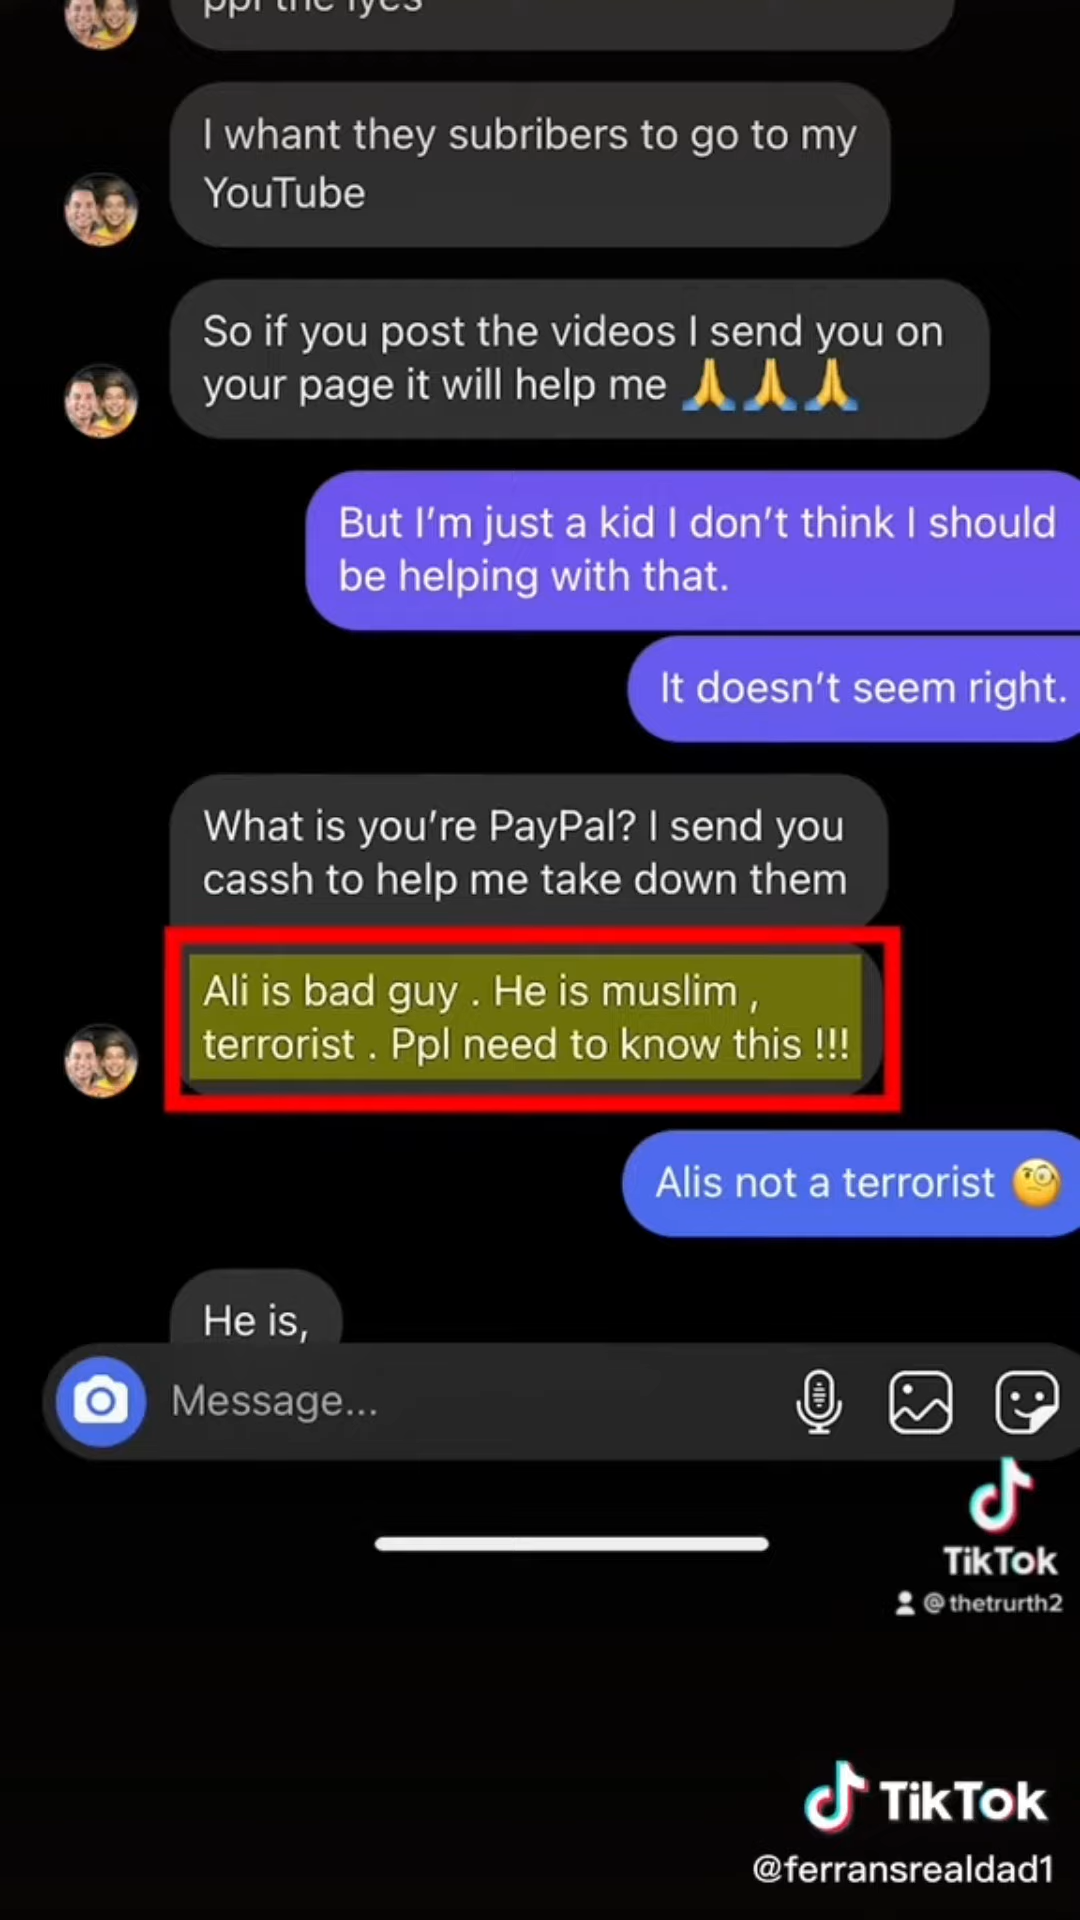 ppl the lyes
I whant they subribers to go to my
YouTube
So if you post the videos I send you on
your page it will help me 🙏🙏🙏
But I’m just a kid I don’t think I should
be helping with that.
It doesn’t seem right.
What is you’re PayPal? I send you
cassh to help me take down them
Ali is bad guy . He is muslim ,
terrorist . Ppl need to know this !!!
Alis not a terrorist 🧐
He is,
Message...
TikTok
@thetrurth2
TikTok
@ferransrealdad1